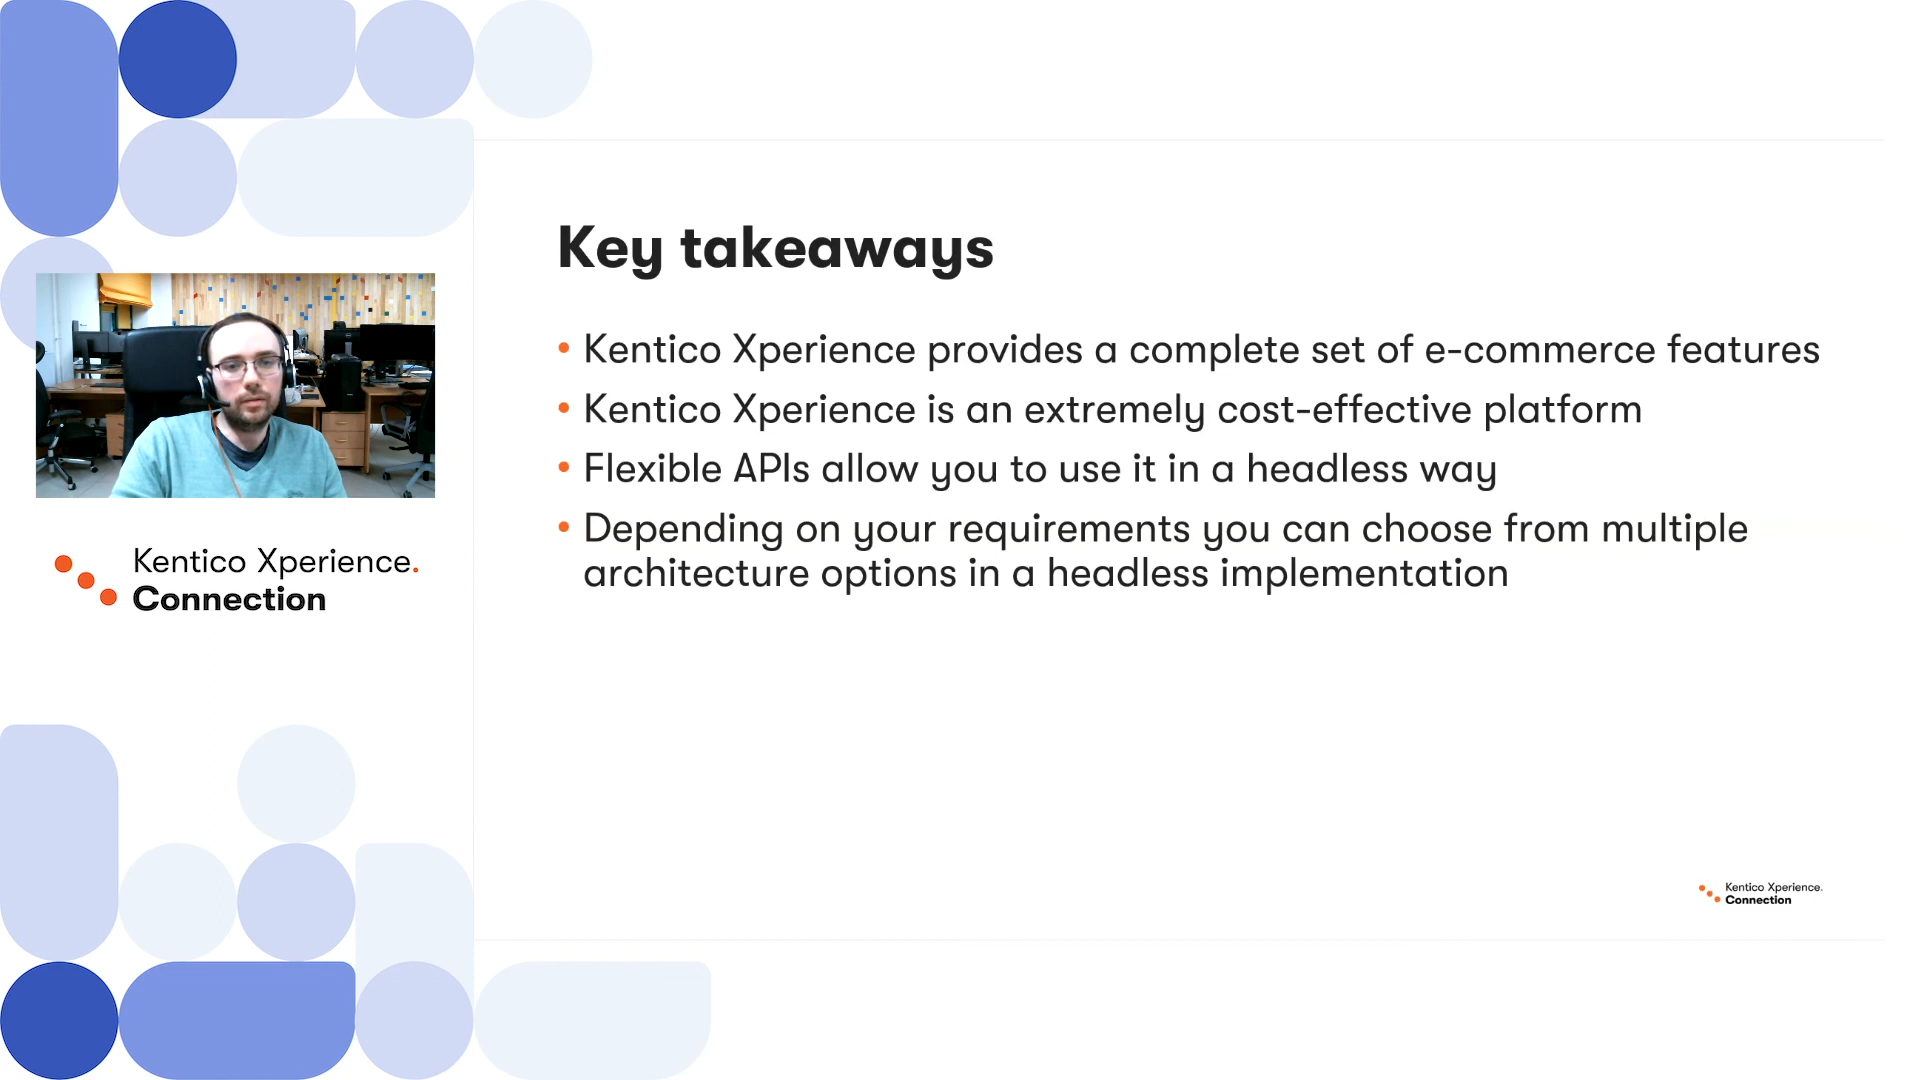 Key takeaways
• Kentico Xperience provides a complete set of e-commerce features
• Kentico Xperience is an extremely cost-effective platform
• Flexible APIs allow you to use it in a headless way
• Depending on your requirements you can choose from multiple
architecture options in a headless implementation
Kentico Xperience.
Connection
Kentico Xperience.
Connection